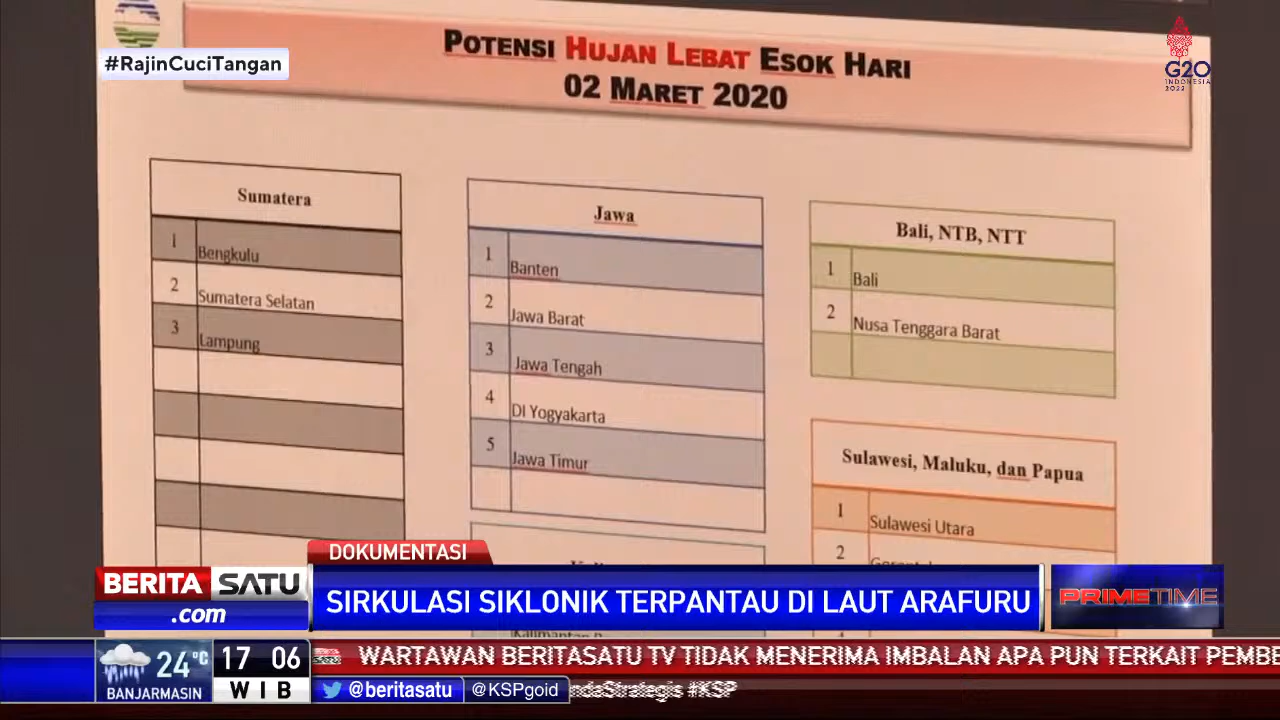 #RajinCuciTangan
POTENSI HUJAN LEBAT ESOK HARI
02 MARET 2020
G20
INDONESIA
2022
Sumatera
1 Bengkulu
2 Sumatera Selatan
3 Lampung
Jawa
1 Banten
2 Jawa Barat
3 Jawa Tengah
4 DI Yogyakarta
5 Jawa Timur
Bali, NTB, NTT
1 Bali
2 Nusa Tenggara Barat
Sulawesi, Maluku, dan Papua
1 Sulawesi Utara
2
DOKUMENTASI
BERITA SATU
.com
SIRKULASI SIKLONIK TERPANTAU DI LAUT ARAFURU
PRIMETIME
24°C
BANJARMASIN
17 06
WIB
WARTAWAN BERITASATU TV TIDAK MENERIMA IMBALAN APA PUN TERKAIT PEMBE
@beritasatu
@KSPgoid
ndaStrategis #KSP